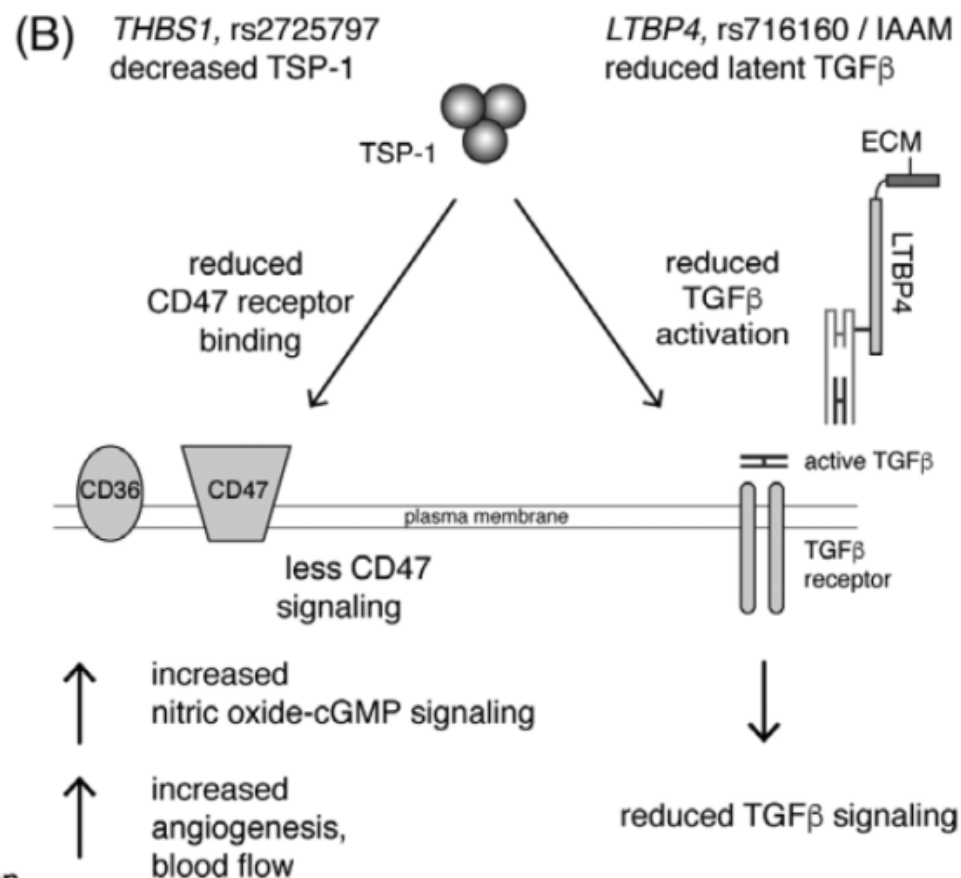 (B)
THBS1, rs2725797
decreased TSP-1
LTBP4, rs716160 / IAAM
reduced latent TGFβ
TSP-1
ECM
LTBP4
reduced
CD47 receptor
binding
reduced
TGFβ
activation
CD36
CD47
plasma membrane
active TGFβ
TGFβ
receptor
less CD47
signaling
increased
nitric oxide-cGMP signaling
increased
angiogenesis,
blood flow
reduced TGFβ signaling